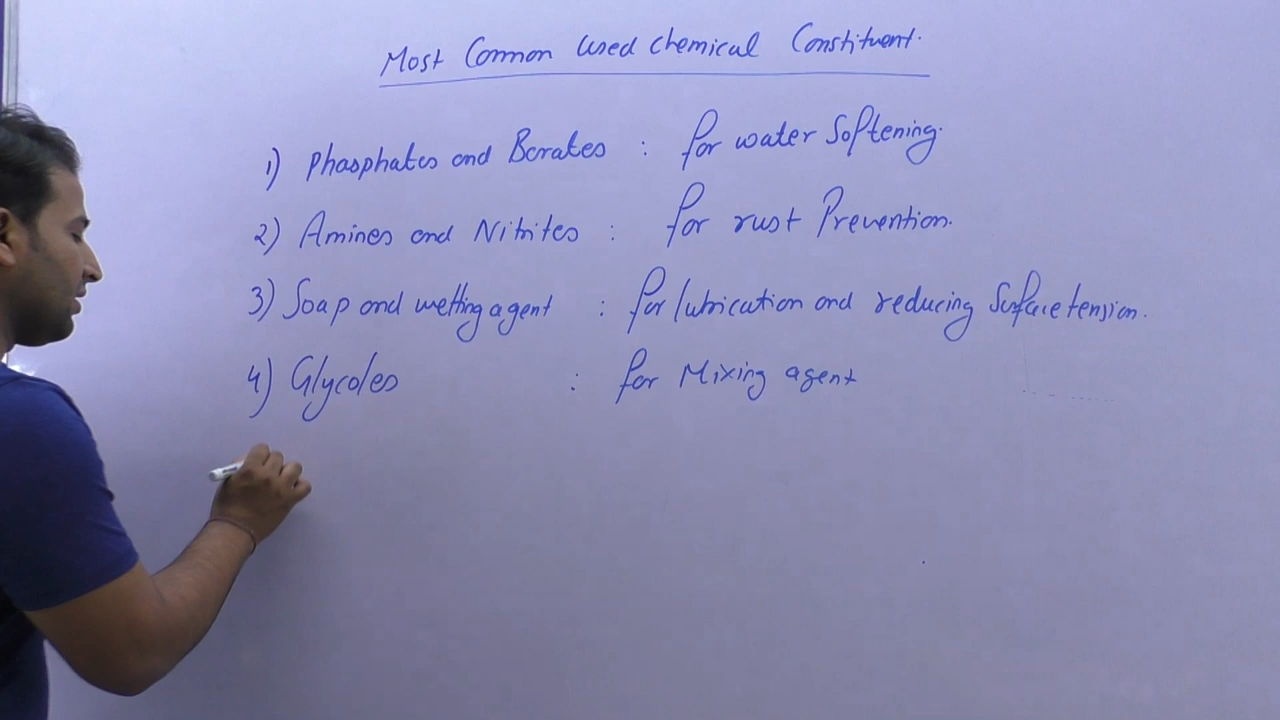 Most Common Used Chemical Constituent.
1) Phosphates and Borates : for water Softening.
2) Amines and Nitrites : for rust Prevention.
3) Soap and wetting agent : for lubrication and reducing Surface tension.
4) Glycoles : for Mixing agent